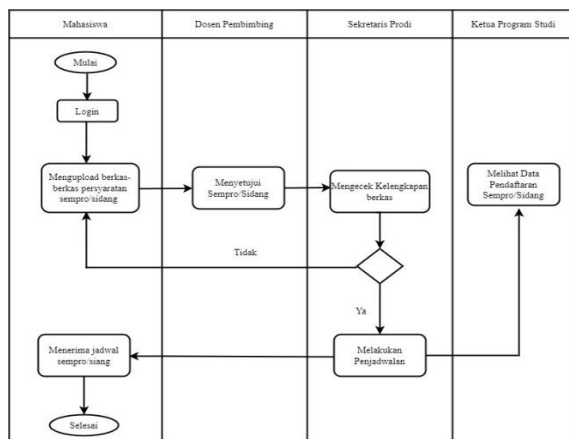 Mahasiswa
Dosen Pembimbing
Sekretaris Prodi
Ketua Program Studi
Mulai
Login
Mengupload berkas-
berkas persyaratan
sempro/sidang
Menyetujui
Sempro/Sidang
Mengecek Kelengkapan
berkas
Melihat Data
Pendaftaran
Sempro/Sidang
Tidak
Ya
Menerima jadwal
sempro/siang
Melakukan
Penjadwalan
Selesai